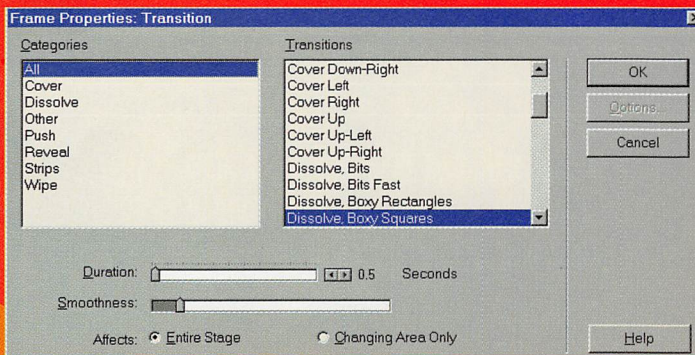 Frame Properties: Transition
Categories
All
Cover
Dissolve
Other
Push
Reveal
Strips
Wipe
Transitions
Cover Down-Right
Cover Left
Cover Right
Cover Up
Cover Up-Left
Cover Up-Right
Dissolve, Bits
Dissolve, Bits Fast
Dissolve, Boxy Rectangles
Dissolve, Boxy Squares
OK
Options...
Cancel
Duration: 0.5 Seconds
Smoothness:
Affects: Entire Stage Changing Area Only
Help